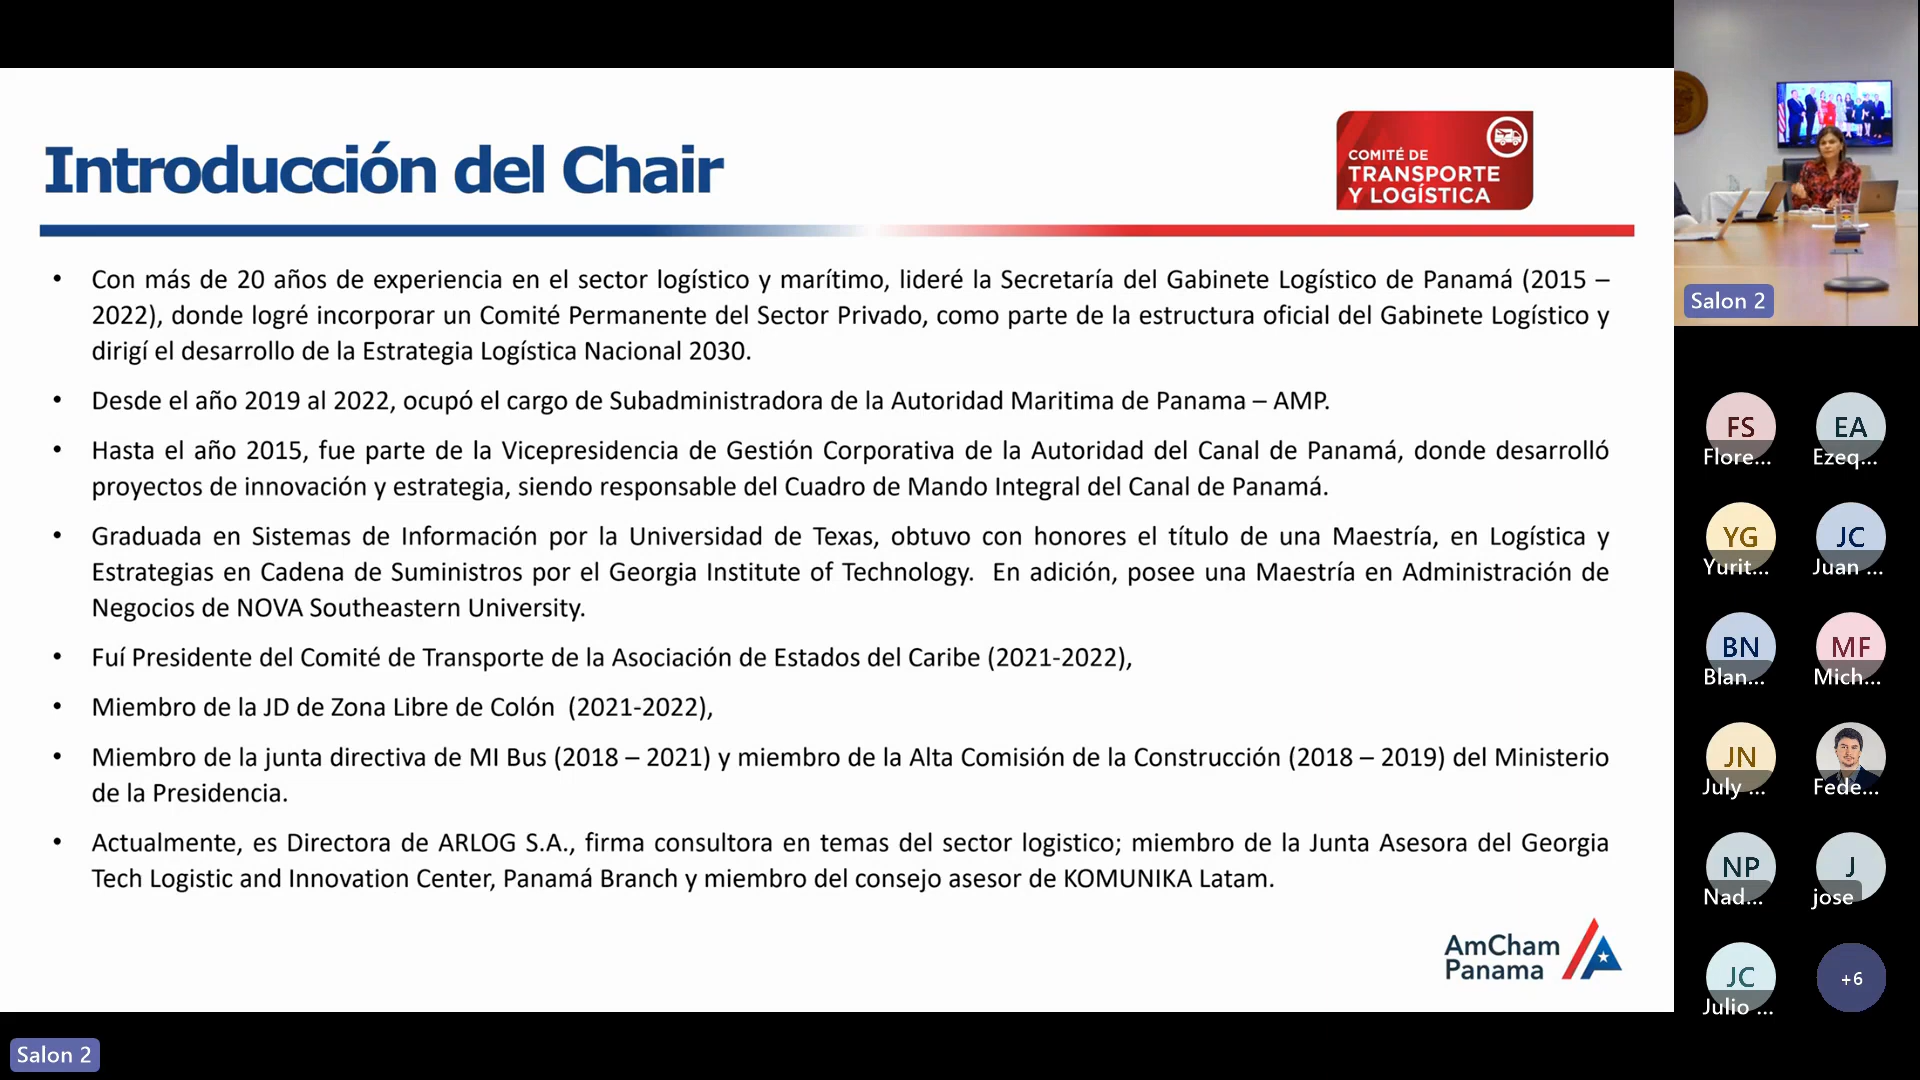 Introducción del Chair
COMITÉ DE
TRANSPORTE
Y LOGÍSTICA
• Con más de 20 años de experiencia en el sector logístico y marítimo, lideré la Secretaría del Gabinete Logístico de Panamá (2015 –
2022), donde logré incorporar un Comité Permanente del Sector Privado, como parte de la estructura oficial del Gabinete Logístico y
dirigí el desarrollo de la Estrategia Logística Nacional 2030.
• Desde el año 2019 al 2022, ocupó el cargo de Subadministradora de la Autoridad Maritima de Panama – AMP.
• Hasta el año 2015, fue parte de la Vicepresidencia de Gestión Corporativa de la Autoridad del Canal de Panamá, donde desarrolló
proyectos de innovación y estrategia, siendo responsable del Cuadro de Mando Integral del Canal de Panamá.
• Graduada en Sistemas de Información por la Universidad de Texas, obtuvo con honores el título de una Maestría, en Logística y
Estrategias en Cadena de Suministros por el Georgia Institute of Technology. En adición, posee una Maestría en Administración de
Negocios de NOVA Southeastern University.
• Fuí Presidente del Comité de Transporte de la Asociación de Estados del Caribe (2021-2022),
• Miembro de la JD de Zona Libre de Colón (2021-2022),
• Miembro de la junta directiva de MI Bus (2018 – 2021) y miembro de la Alta Comisión de la Construcción (2018 – 2019) del Ministerio
de la Presidencia.
• Actualmente, es Directora de ARLOG S.A., firma consultora en temas del sector logistico; miembro de la Junta Asesora del Georgia
Tech Logistic and Innovation Center, Panamá Branch y miembro del consejo asesor de KOMUNIKA Latam.
AmCham
Panama
Salon 2
Salon 2
FS
Flore...
EA
Ezeq...
YG
Yurit...
JC
Juan ...
BN
Blan...
MF
Mich...
JN
July ...
Fede...
NP
Nad...
J
jose
JC
Julio ...
+6